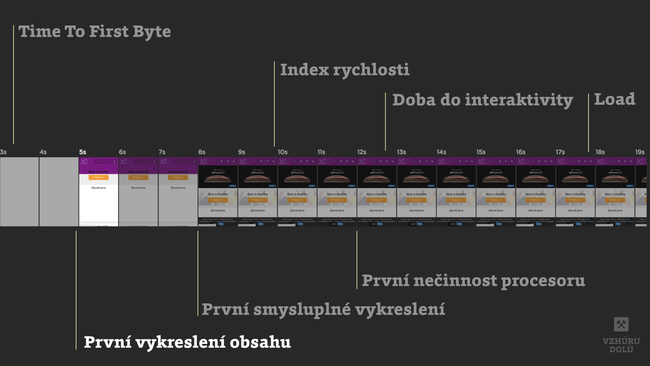 Time To First Byte
Index rychlosti
Doba do interaktivity
Load
3s 4s 5s 6s 7s 8s 9s 10s 11s 12s 13s 14s 15s 16s 17s 18s 19s
První nečinnost procesoru
První smysluplné vykreslení
První vykreslení obsahu
VZHŮRU
DOLŮ